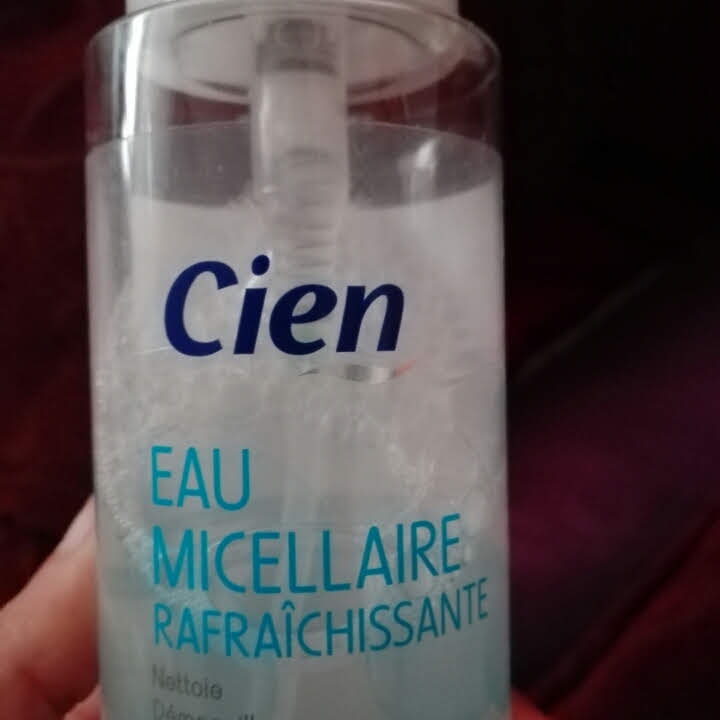 Cien
EAU
MICELLAIRE
RAFRAÎCHISSANTE
Nettoie